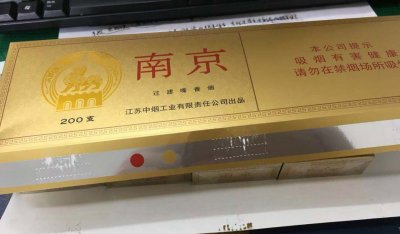 南京
过滤嘴香烟
江苏中烟工业有限责任公司出品
200支
本公司提示
吸烟有害健康
请勿在禁烟场所吸